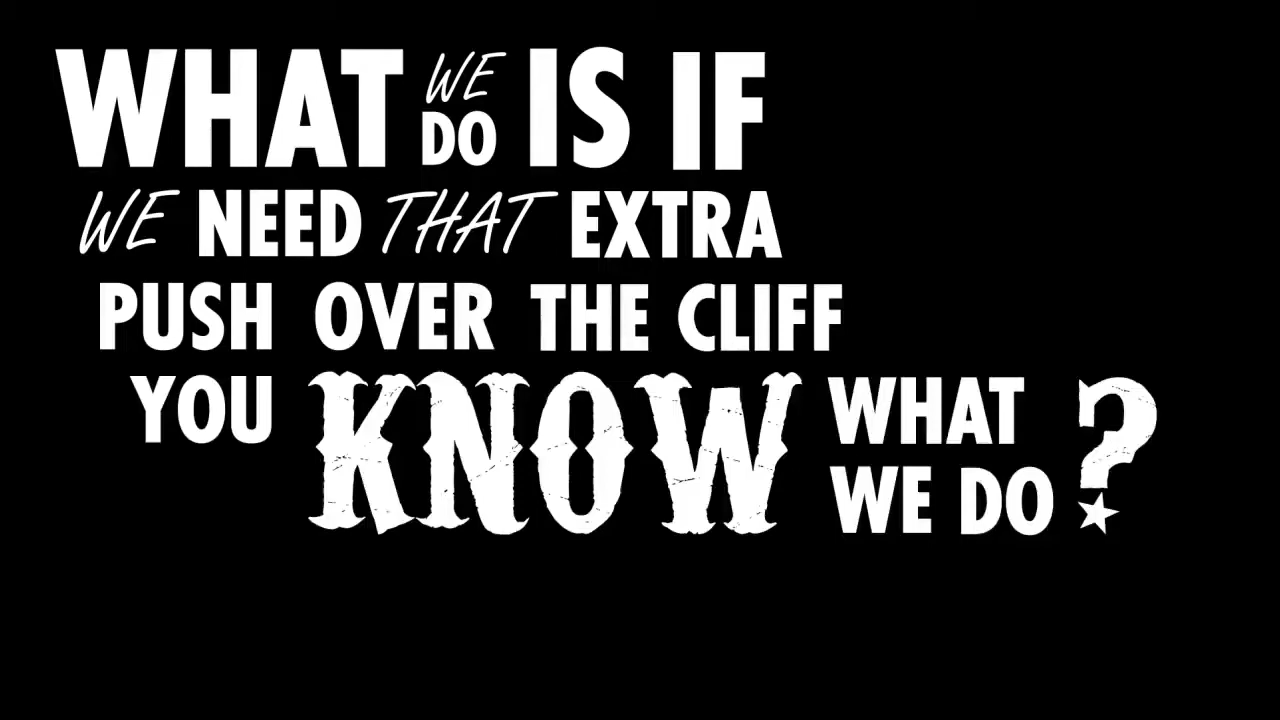 WHAT WE DO IS IF
WE NEED THAT EXTRA
PUSH OVER THE CLIFF
YOU KNOW WHAT
WE DO?